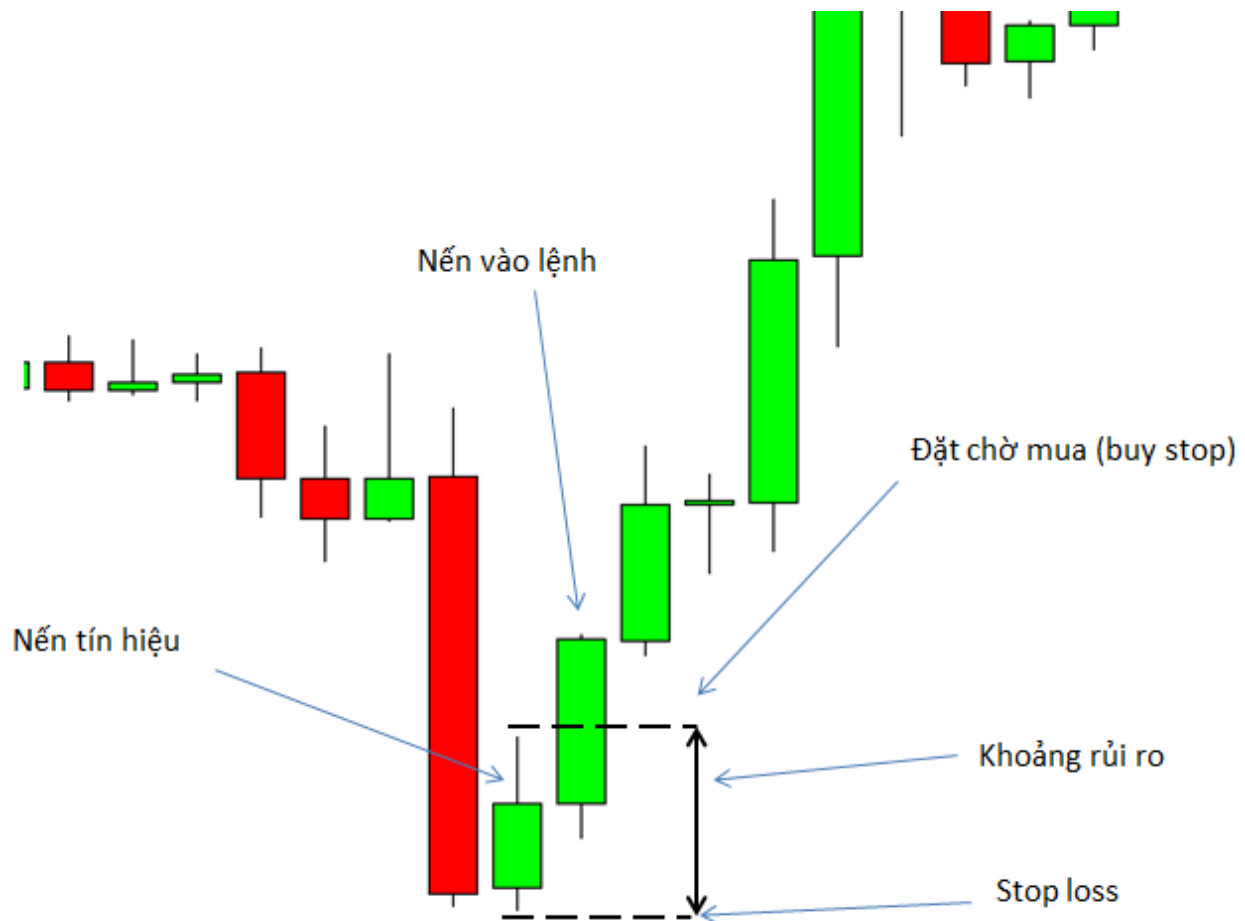 Nến vào lệnh
Đặt chờ mua (buy stop)
Nến tín hiệu
Khoảng rủi ro
Stop loss